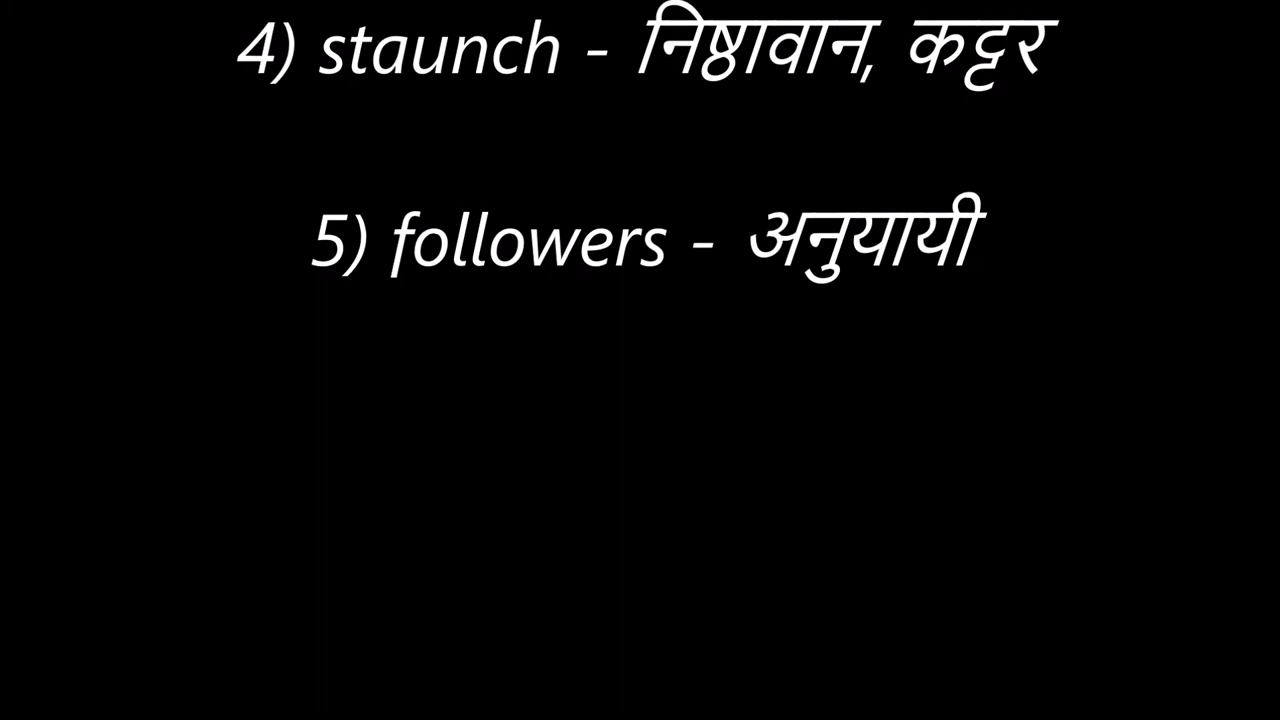 4) staunch - निष्ठावान, कट्टर
5) followers - अनुयायी